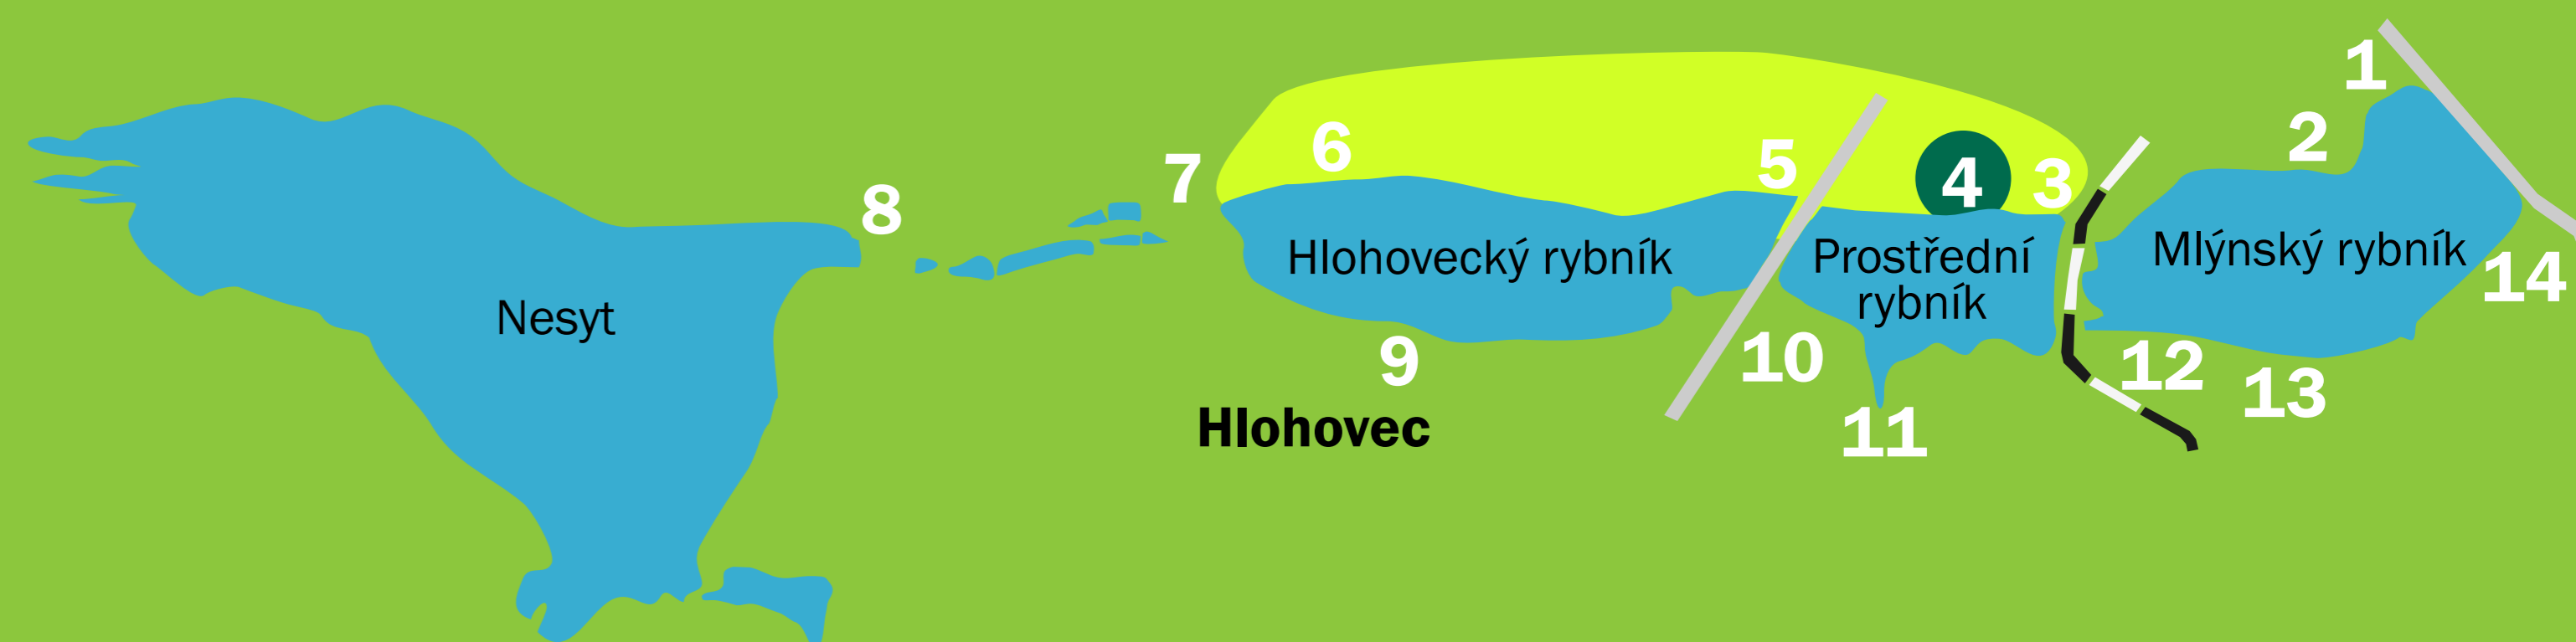 1
2
6
5
7
4
3
8
Hlohovecký rybník
Prostřední
rybník
Mlýnský rybník
14
Nesyt
9
10
12
13
Hlohovec
11